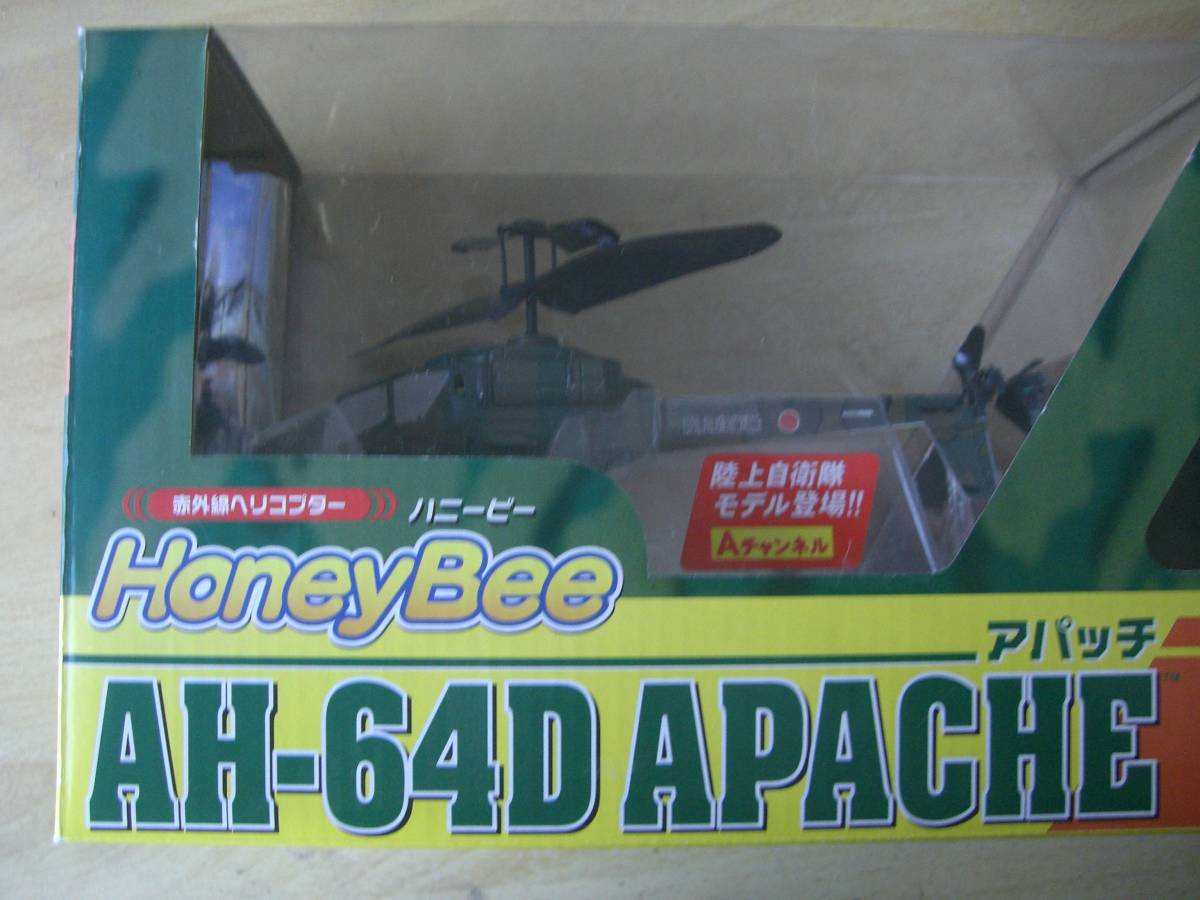 陸上自衛隊
モデル登場!!
Aチャンネル
赤外線ヘリコプター
ハニービー
HoneyBee
アパッチ
AH-64D APACHE™